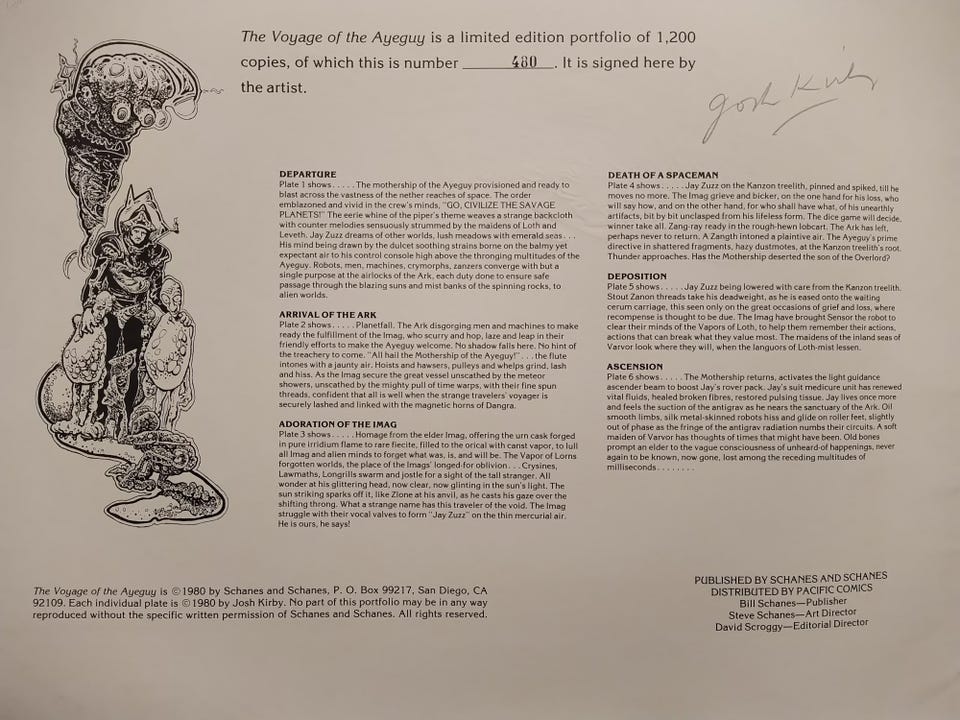 The Voyage of the Ayeguy is a limited edition portfolio of 1,200
copies, of which this is number 480. It is signed here by
the artist.
Josh Kirby
DEPARTURE
Plate 1 shows.....The mothership of the Ayeguy provisioned and ready to
blast across the vastness of the nether reaches of space. The order
emblazoned and vivid in the crew's minds, "GO, CIVILIZE THE SAVAGE
PLANETS!" The eerie whine of the piper's theme weaves a strange backcloth
with counter melodies sensuously strummed by the maidens of Loth and
Leveth. Jay Zuzz dreams of other worlds, lush meadows with emerald seas...
His mind being drawn by the dulcet soothing strains borne on the balmy yet
expectant air to his control console high above the thronging multitudes of the
Ayeguy. Robots, men, machines, crymorphs, zanzers converge with but a
single purpose at the airlocks of the Ark, each duty done to ensure safe
passage through the blazing suns and mist banks of the spinning rocks, to
alien worlds.
ARRIVAL OF THE ARK
Plate 2 shows.....Planetfall. The Ark disgorging men and machines to make
ready the fulfillment of the Imag, who scurry and hop, laze and leap in their
friendly efforts to make the Ayeguy welcome. No shadow falls here. No hint of
the treachery to come. "All hail the Mothership of the Ayeguy!"...the flute
intones with a jaunty air. Hoists and hawsers, pulleys and whelps grind, lash
and hiss. As the Imag secure the great vessel unscathed by the meteor
showers, unscathed by the mighty pull of time warps, with their fine spun
threads, confident that all is well when the strange travelers' voyager is
securely lashed and linked with the magnetic horns of Dangra.
ADORATION OF THE IMAG
Plate 3 shows.....Homage from the elder Imag, offering the urn cask forged
in pure irridium flame to rare fiecite, filled to the orical with canst vapor, to lull
all Imag and alien minds to forget what was, is, and will be. The Vapor of Lorns
forgotten worlds, the place of the Imags' longed-for oblivion...Crysines,
Lawmaths, Longrills swarm and jostle for a sight of the tall stranger. All
wonder at his glittering head, now clear, now glinting in the sun's light. The
sun striking sparks off it, like Zlone at his anvil, as he casts his gaze over the
shifting throng. What a strange name has this traveler of the void. The Imag
struggle with their vocal valves to form "Jay Zuzz" on the thin mercurial air.
He is ours, he says!
DEATH OF A SPACEMAN
Plate 4 shows.....Jay Zuzz on the Kanzon treelith, pinned and spiked, till he
moves no more. The Imag grieve and bicker, on the one hand for his loss, who
will say how, and on the other hand, for who shall have what, of his unearthly
artifacts, bit by bit unclasped from his lifeless form. The dice game will decide,
winner take all. Zang-ray ready in the rough-hewn lobcart. The Ark has left,
perhaps never to return. A Zangth intoned a plaintive air. The Ayeguy's prime
directive in shattered fragments, hazy dustmotes, at the Kanzon treelith's root.
Thunder approaches. Has the Mothership deserted the son of the Overlord?
DEPOSITION
Plate 5 shows.....Jay Zuzz being lowered with care from the Kanzon treelith.
Stout Zanon threads take his deadweight, as he is eased onto the waiting
cerum carriage, this seen only on the great occasions of grief and loss, where
recompense is thought to be due. The Imag have brought Sensor the robot to
clear their minds of the Vapors of Loth, to help them remember their actions,
actions that can break what they value most. The maidens of the inland seas of
Varvor look where they will, when the languors of Loth-mist lessen.
ASCENSION
Plate 6 shows.....The Mothership returns, activates the light guidance
ascender beam to boost Jay's rover pack. Jay's suit medicure unit has renewed
vital fluids, healed broken fibres, restored pulsing tissue. Jay lives once more
and feels the suction of the antigrav as he nears the sanctuary of the Ark. Oil
smooth limbs, silk metal-skinned robots hiss and glide on roller feet, slightly
out of phase as the fringe of the antigrav radiation numbs their circuits. A soft
maiden of Varvor has thoughts of times that might have been. Old bones
prompt an elder to the vague consciousness of unheard-of happenings, never
again to be known, now gone, lost among the receding multitudes of
milliseconds........
The Voyage of the Ayeguy is ©1980 by Schanes and Schanes, P. O. Box 99217, San Diego, CA
92109. Each individual plate is ©1980 by Josh Kirby. No part of this portfolio may be in any way
reproduced without the specific written permission of Schanes and Schanes. All rights reserved.
PUBLISHED BY SCHANES AND SCHANES
DISTRIBUTED BY PACIFIC COMICS
Bill Schanes—Publisher
Steve Schanes—Art Director
David Scroggy—Editorial Director